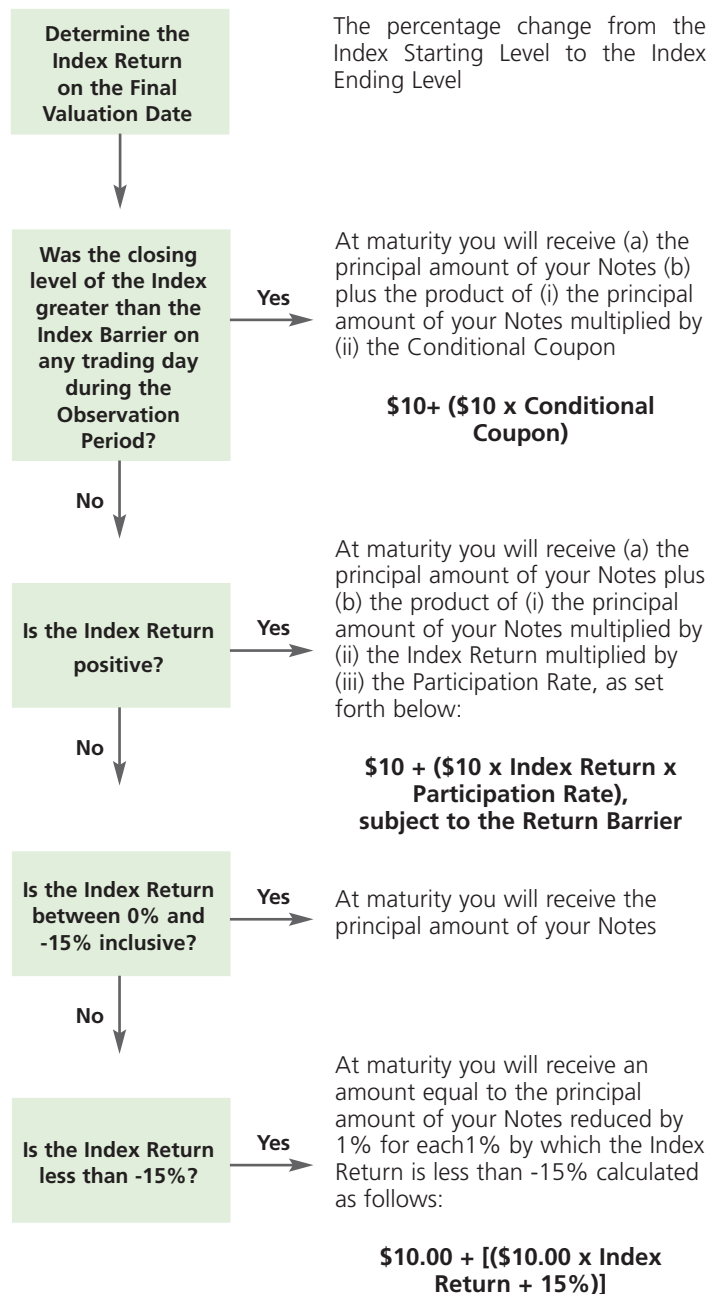 Determine the
Index Return
on the Final
Valuation Date
The percentage change from the
Index Starting Level to the Index
Ending Level
Was the closing
level of the Index
greater than the
Index Barrier on
any trading day
during the
Observation
Period?
Yes
At maturity you will receive (a) the
principal amount of your Notes (b)
plus the product of (i) the principal
amount of your Notes multiplied by
(ii) the Conditional Coupon
$10+ ($10 x Conditional
Coupon)
No
Is the Index Return
positive?
Yes
At maturity you will receive (a) the
principal amount of your Notes plus
(b) the product of (i) the principal
amount of your Notes multiplied by
(ii) the Index Return multiplied by
(iii) the Participation Rate, as set
forth below:
$10 + ($10 x Index Return x
Participation Rate),
subject to the Return Barrier
No
Is the Index Return
between 0% and
-15% inclusive?
Yes
At maturity you will receive the
principal amount of your Notes
No
Is the Index Return
less than -15%?
Yes
At maturity you will receive an
amount equal to the principal
amount of your Notes reduced by
1% for each1% by which the Index
Return is less than -15% calculated
as follows:
$10.00 + [($10.00 x Index
Return + 15%)]